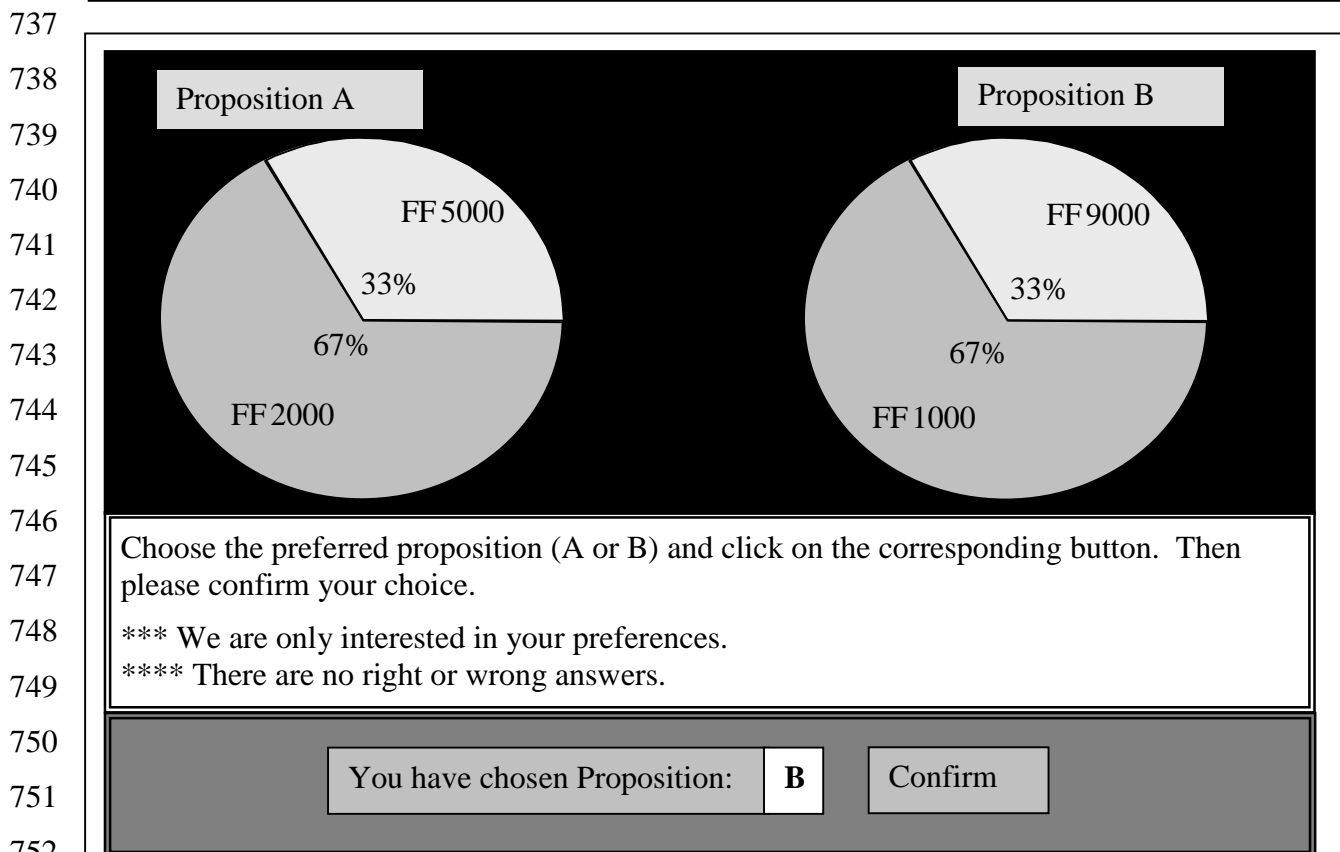 737
738
Proposition A
Proposition B
739
740
FF5000
FF9000
741
742
33%
33%
743
67%
67%
744
FF2000
FF1000
745
746
Choose the preferred proposition (A or B) and click on the corresponding button. Then
747
please confirm your choice.
748
*** We are only interested in your preferences.
749
**** There are no right or wrong answers.
750
You have chosen Proposition: B Confirm
751
752